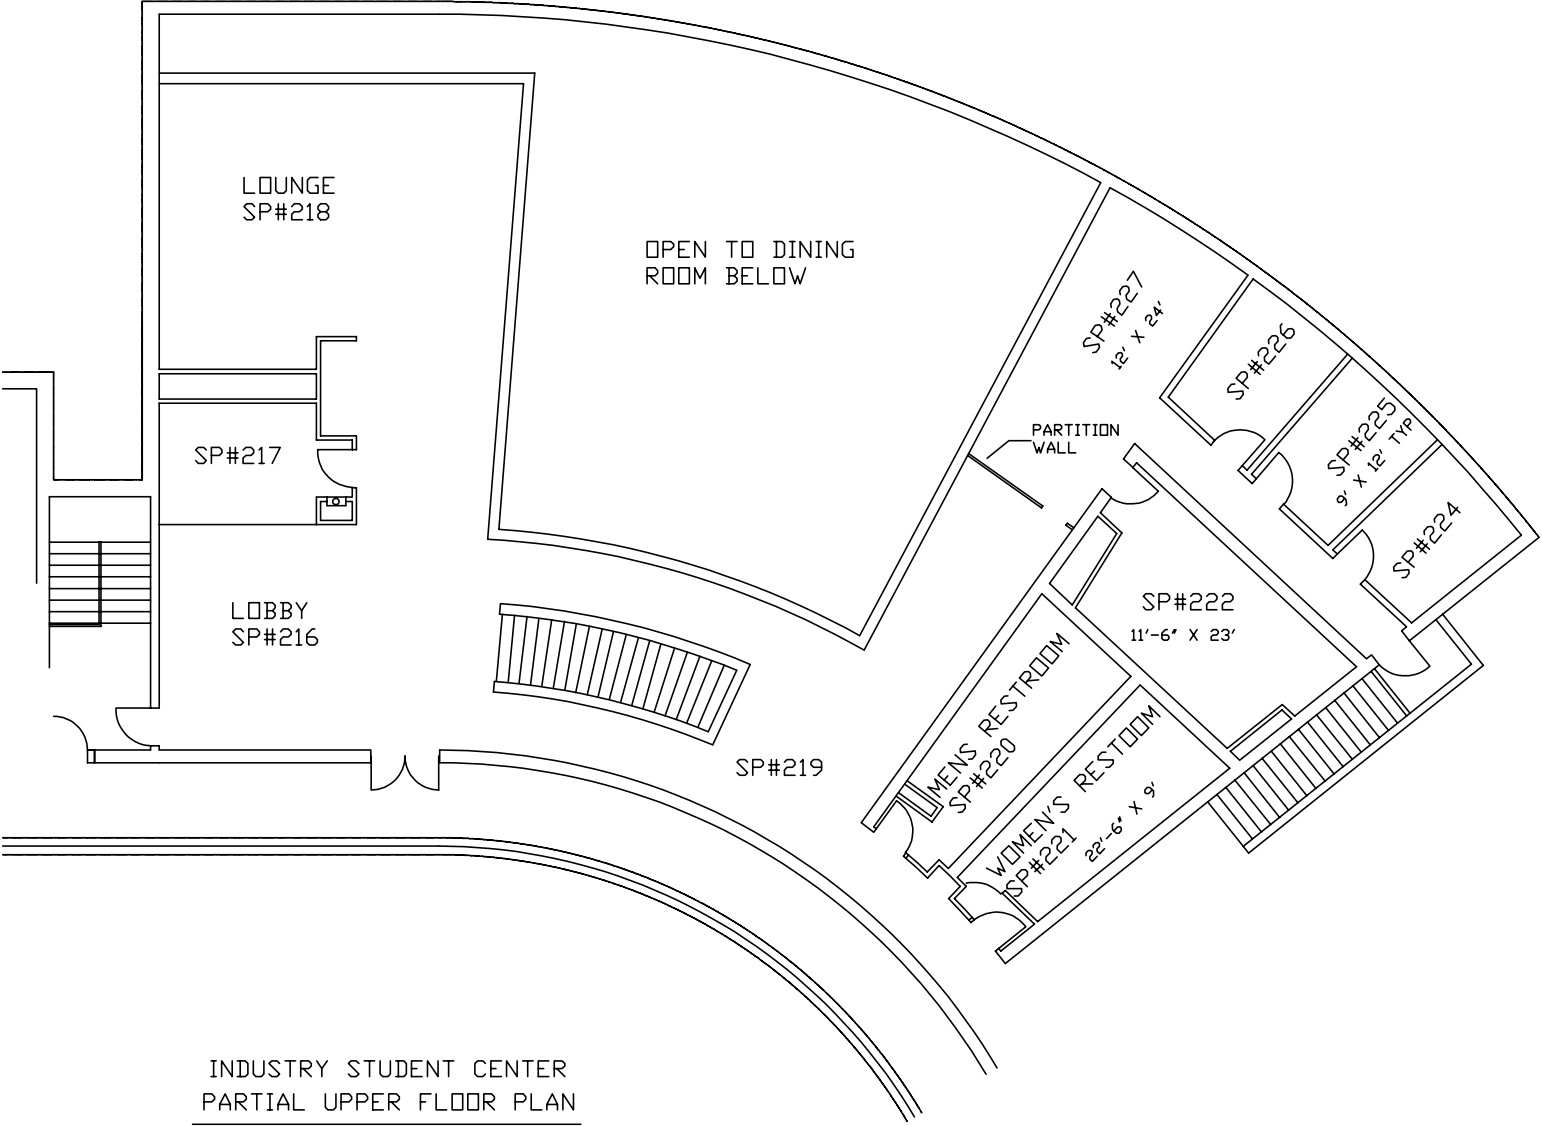 LOUNGE
SP#218
OPEN TO DINING
ROOM BELOW
SP#227
12' X 24'
SP#226
SP#225
9' X 12' TYP
SP#224
PARTITION
WALL
SP#217
SP#222
11'-6" X 23'
LOBBY
SP#216
MENS RESTROOM
SP#220
WOMEN'S RESTOOM
SP#221
22'-6" X 9'
SP#219
INDUSTRY STUDENT CENTER
PARTIAL UPPER FLOOR PLAN